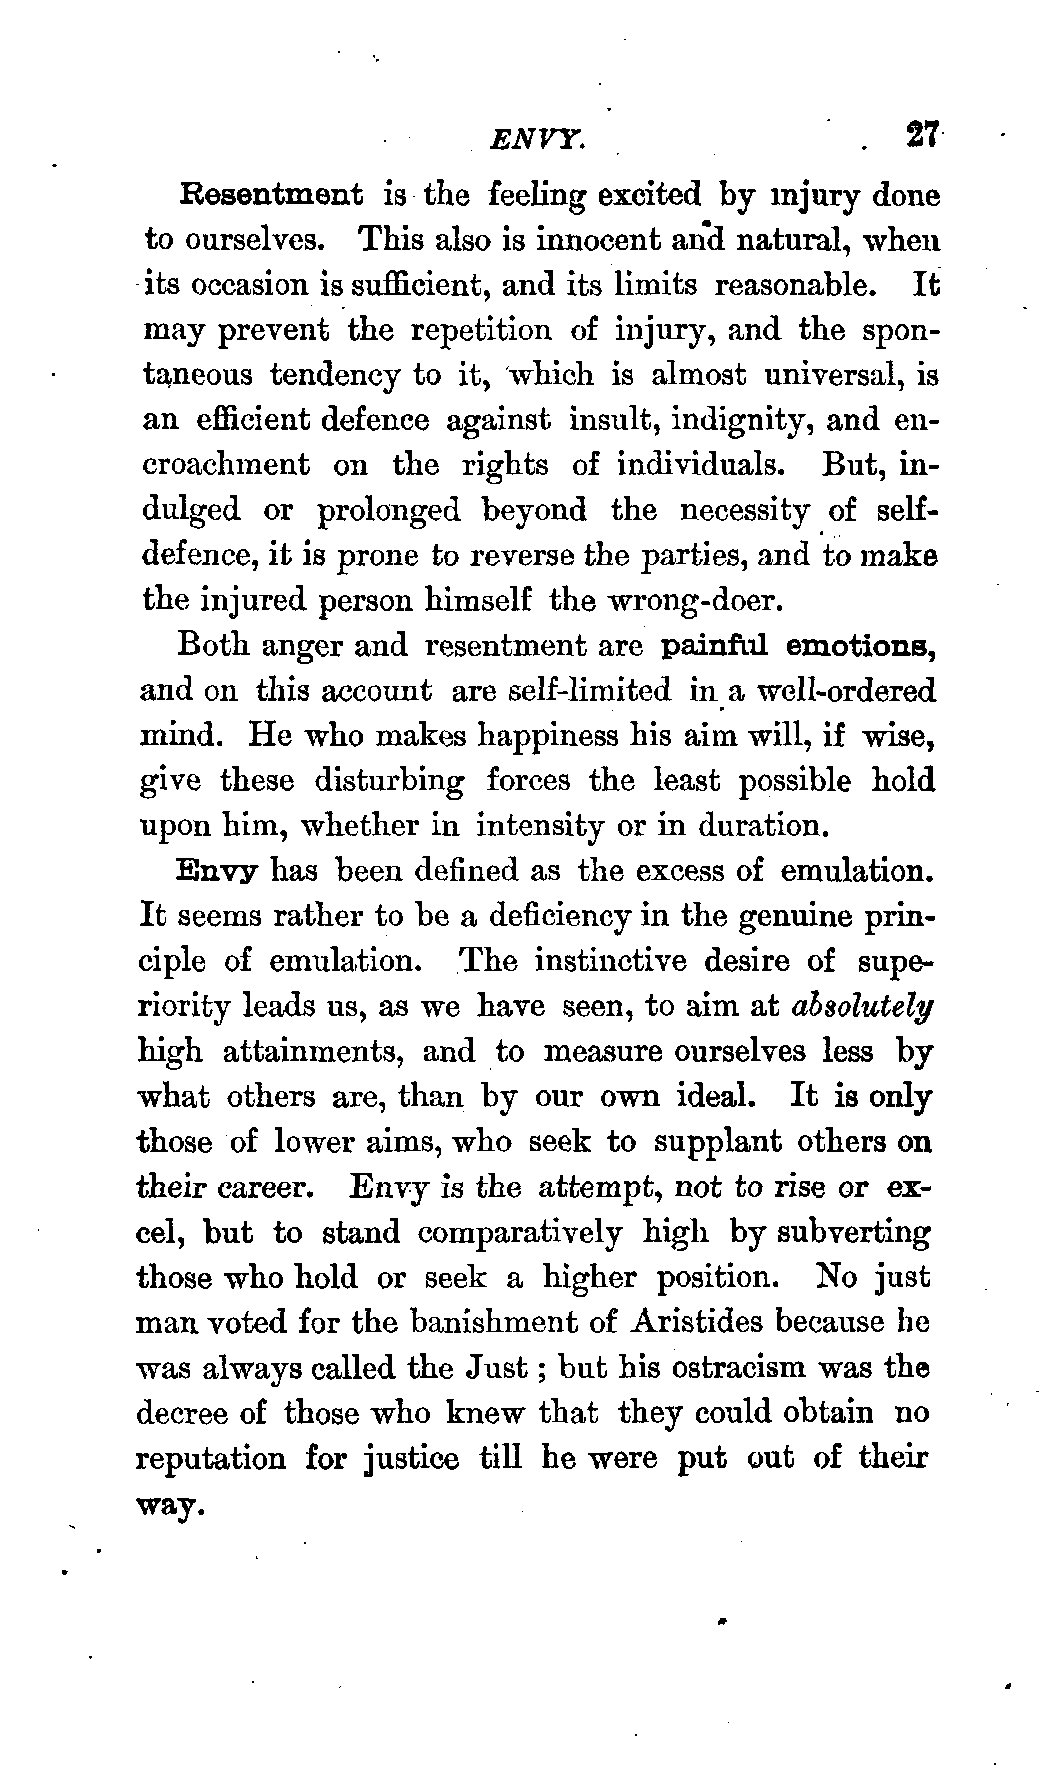 ENVY. 27
Resentment is the feeling excited by injury done
to ourselves. This also is innocent and natural, when
its occasion is sufficient, and its limits reasonable. It
may prevent the repetition of injury, and the spon-
taneous tendency to it, which is almost universal, is
an efficient defence against insult, indignity, and en-
croachment on the rights of individuals. But, in-
dulged or prolonged beyond the necessity of self-
defence, it is prone to reverse the parties, and to make
the injured person himself the wrong-doer.
Both anger and resentment are painful emotions,
and on this account are self-limited in a well-ordered
mind. He who makes happiness his aim will, if wise,
give these disturbing forces the least possible hold
upon him, whether in intensity or in duration.
Envy has been defined as the excess of emulation.
It seems rather to be a deficiency in the genuine prin-
ciple of emulation. The instinctive desire of supe-
riority leads us, as we have seen, to aim at absolutely
high attainments, and to measure ourselves less by
what others are, than by our own ideal. It is only
those of lower aims, who seek to supplant others on
their career. Envy is the attempt, not to rise or ex-
cel, but to stand comparatively high by subverting
those who hold or seek a higher position. No just
man voted for the banishment of Aristides because he
was always called the Just ; but his ostracism was the
decree of those who knew that they could obtain no
reputation for justice till he were put out of their
way.